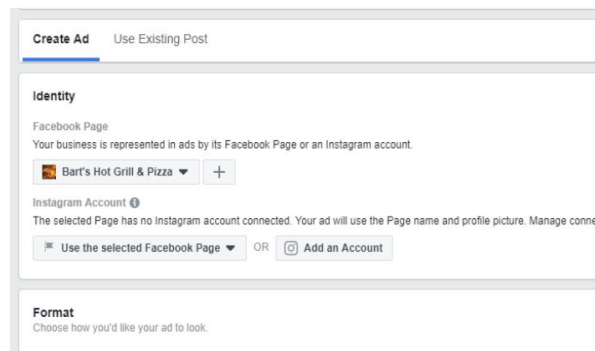 Create Ad Use Existing Post
Identity
Facebook Page
Your business is represented in ads by its Facebook Page or an Instagram account.
Bart's Hot Grill & Pizza
Instagram Account
The selected Page has no Instagram account connected. Your ad will use the Page name and profile picture. Manage conne
Use the selected Facebook Page OR Add an Account
Format
Choose how you'd like your ad to look.